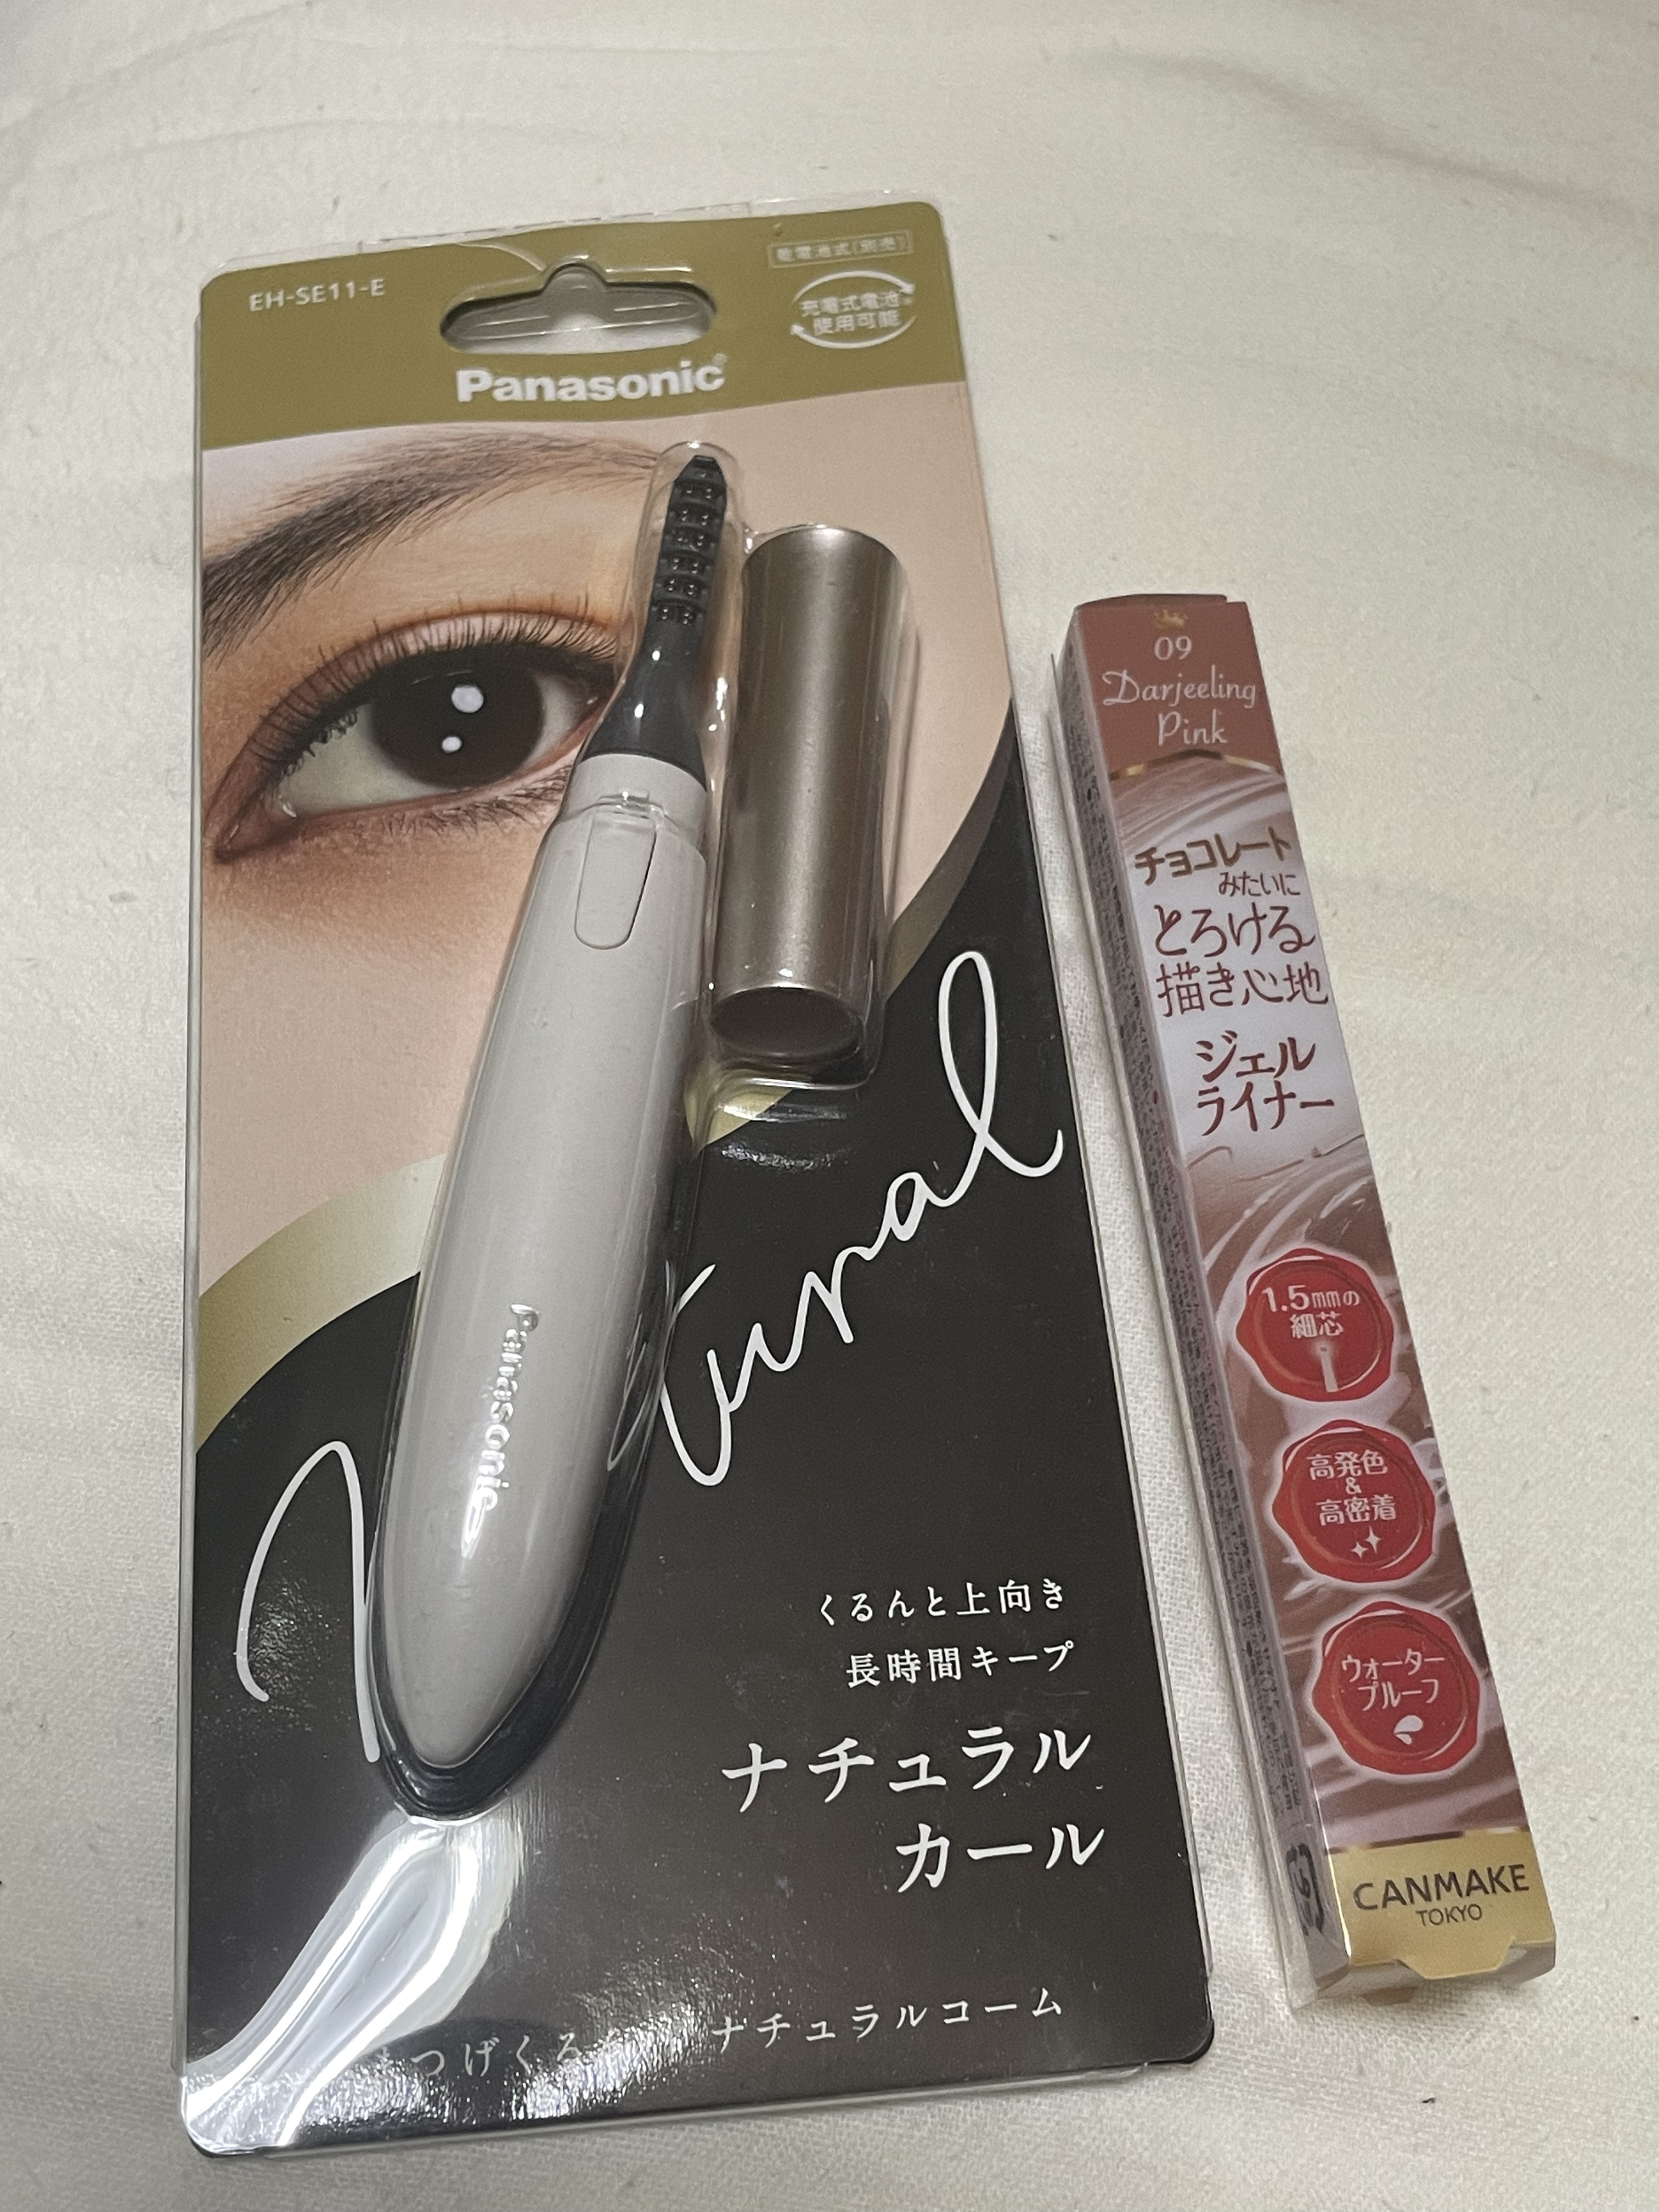 EH-SE11-E
乾電池式(別売)
充電式電池
使用可能
Panasonic
Panasonic
くるんと上向き
長時間キープ
ナチュラル
カール
ナチュラルコーム
09
Darjeeling
Pink
チョコレート
みたいに
とろける
描き心地
ジェル
ライナー
1.5mmの
細芯
高発色
&
高密着
ウォーター
プルーフ
CANMAKE
TOKYO